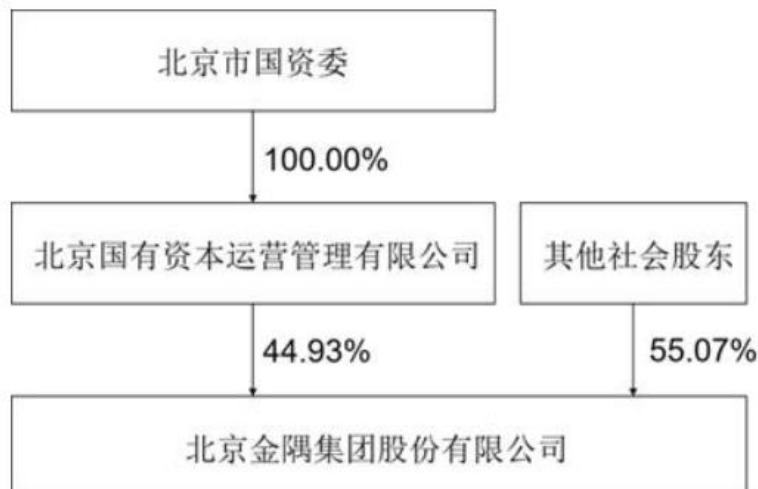 北京市国资委
100.00%
北京国有资本运营管理有限公司
其他社会股东
44.93%
55.07%
北京金隅集团股份有限公司